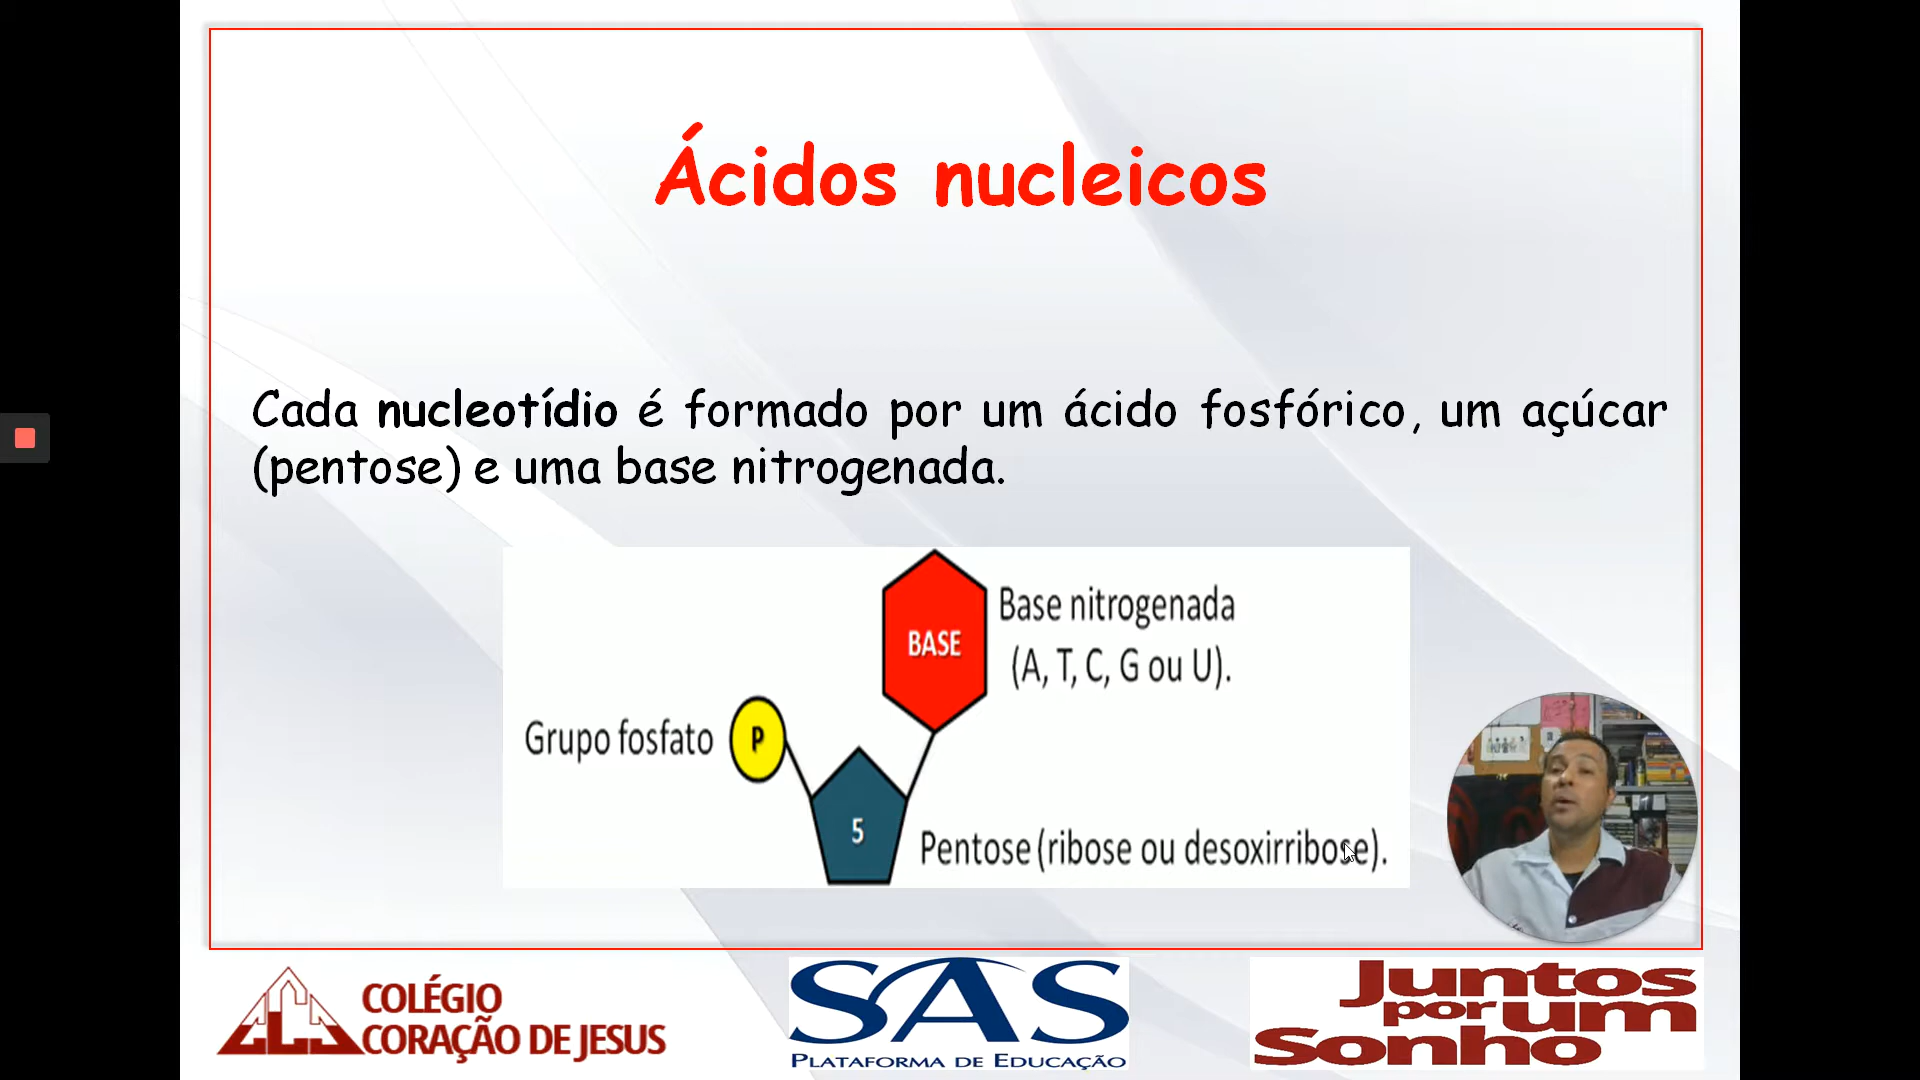 Ácidos nucleicos
Cada nucleotídio é formado por um ácido fosfórico, um açúcar
(pentose) e uma base nitrogenada.
BASE
Base nitrogenada
(A, T, C, G ou U).
Grupo fosfato
P
5
Pentose (ribose ou desoxirribose).
COLÉGIO
CORAÇÃO DE JESUS
SAS
PLATAFORMA DE EDUCAÇÃO
Juntos
por um
Sonho